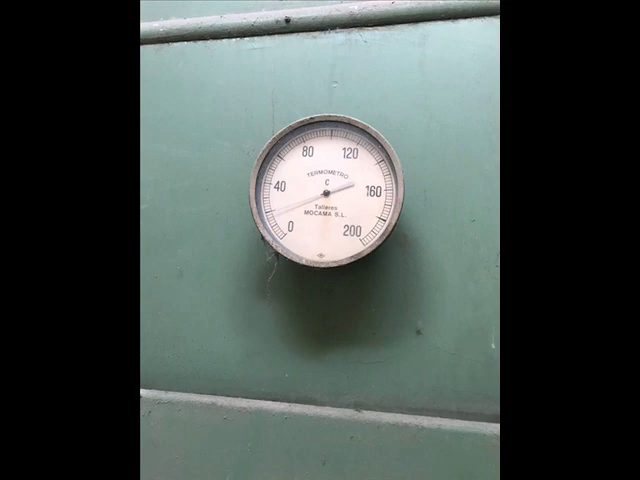 80 120
TERMOMETRO
C
40 160
Talleres
MOCAMA S.L.
0 200